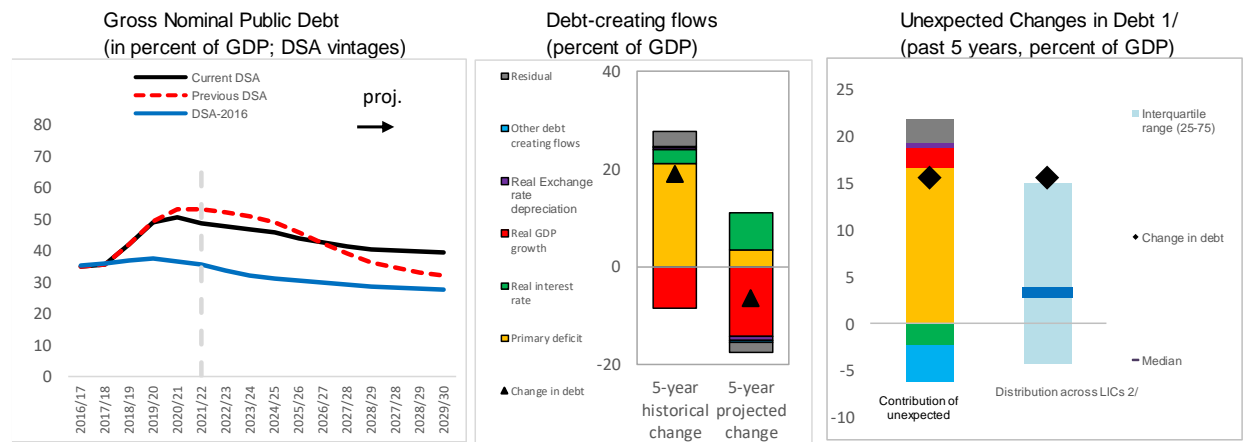 Gross Nominal Public Debt
(in percent of GDP; DSA vintages)
Current DSA
Previous DSA
DSA-2016
proj.
80
70
60
50
40
30
20
10
0
2016/17
2017/18
2018/19
2019/20
2020/21
2021/22
2022/23
2023/24
2024/25
2025/26
2026/27
2027/28
2028/29
2027/28
2028/29
2029/30
Debt-creating flows
(percent of GDP)
Residual
Other debt
creating flows
Real Exchange
rate
depreciation
Real GDP
growth
Real interest
rate
Primary deficit
Change in debt
40
20
0
-20
5-year
historical
change
5-year
projected
change
Unexpected Changes in Debt 1/
(past 5 years, percent of GDP)
25
20
15
10
5
0
-5
-10
Contribution of
unexpected
Distribution across LICs 2/
Interquartile
range (25-75)
Change in debt
Median